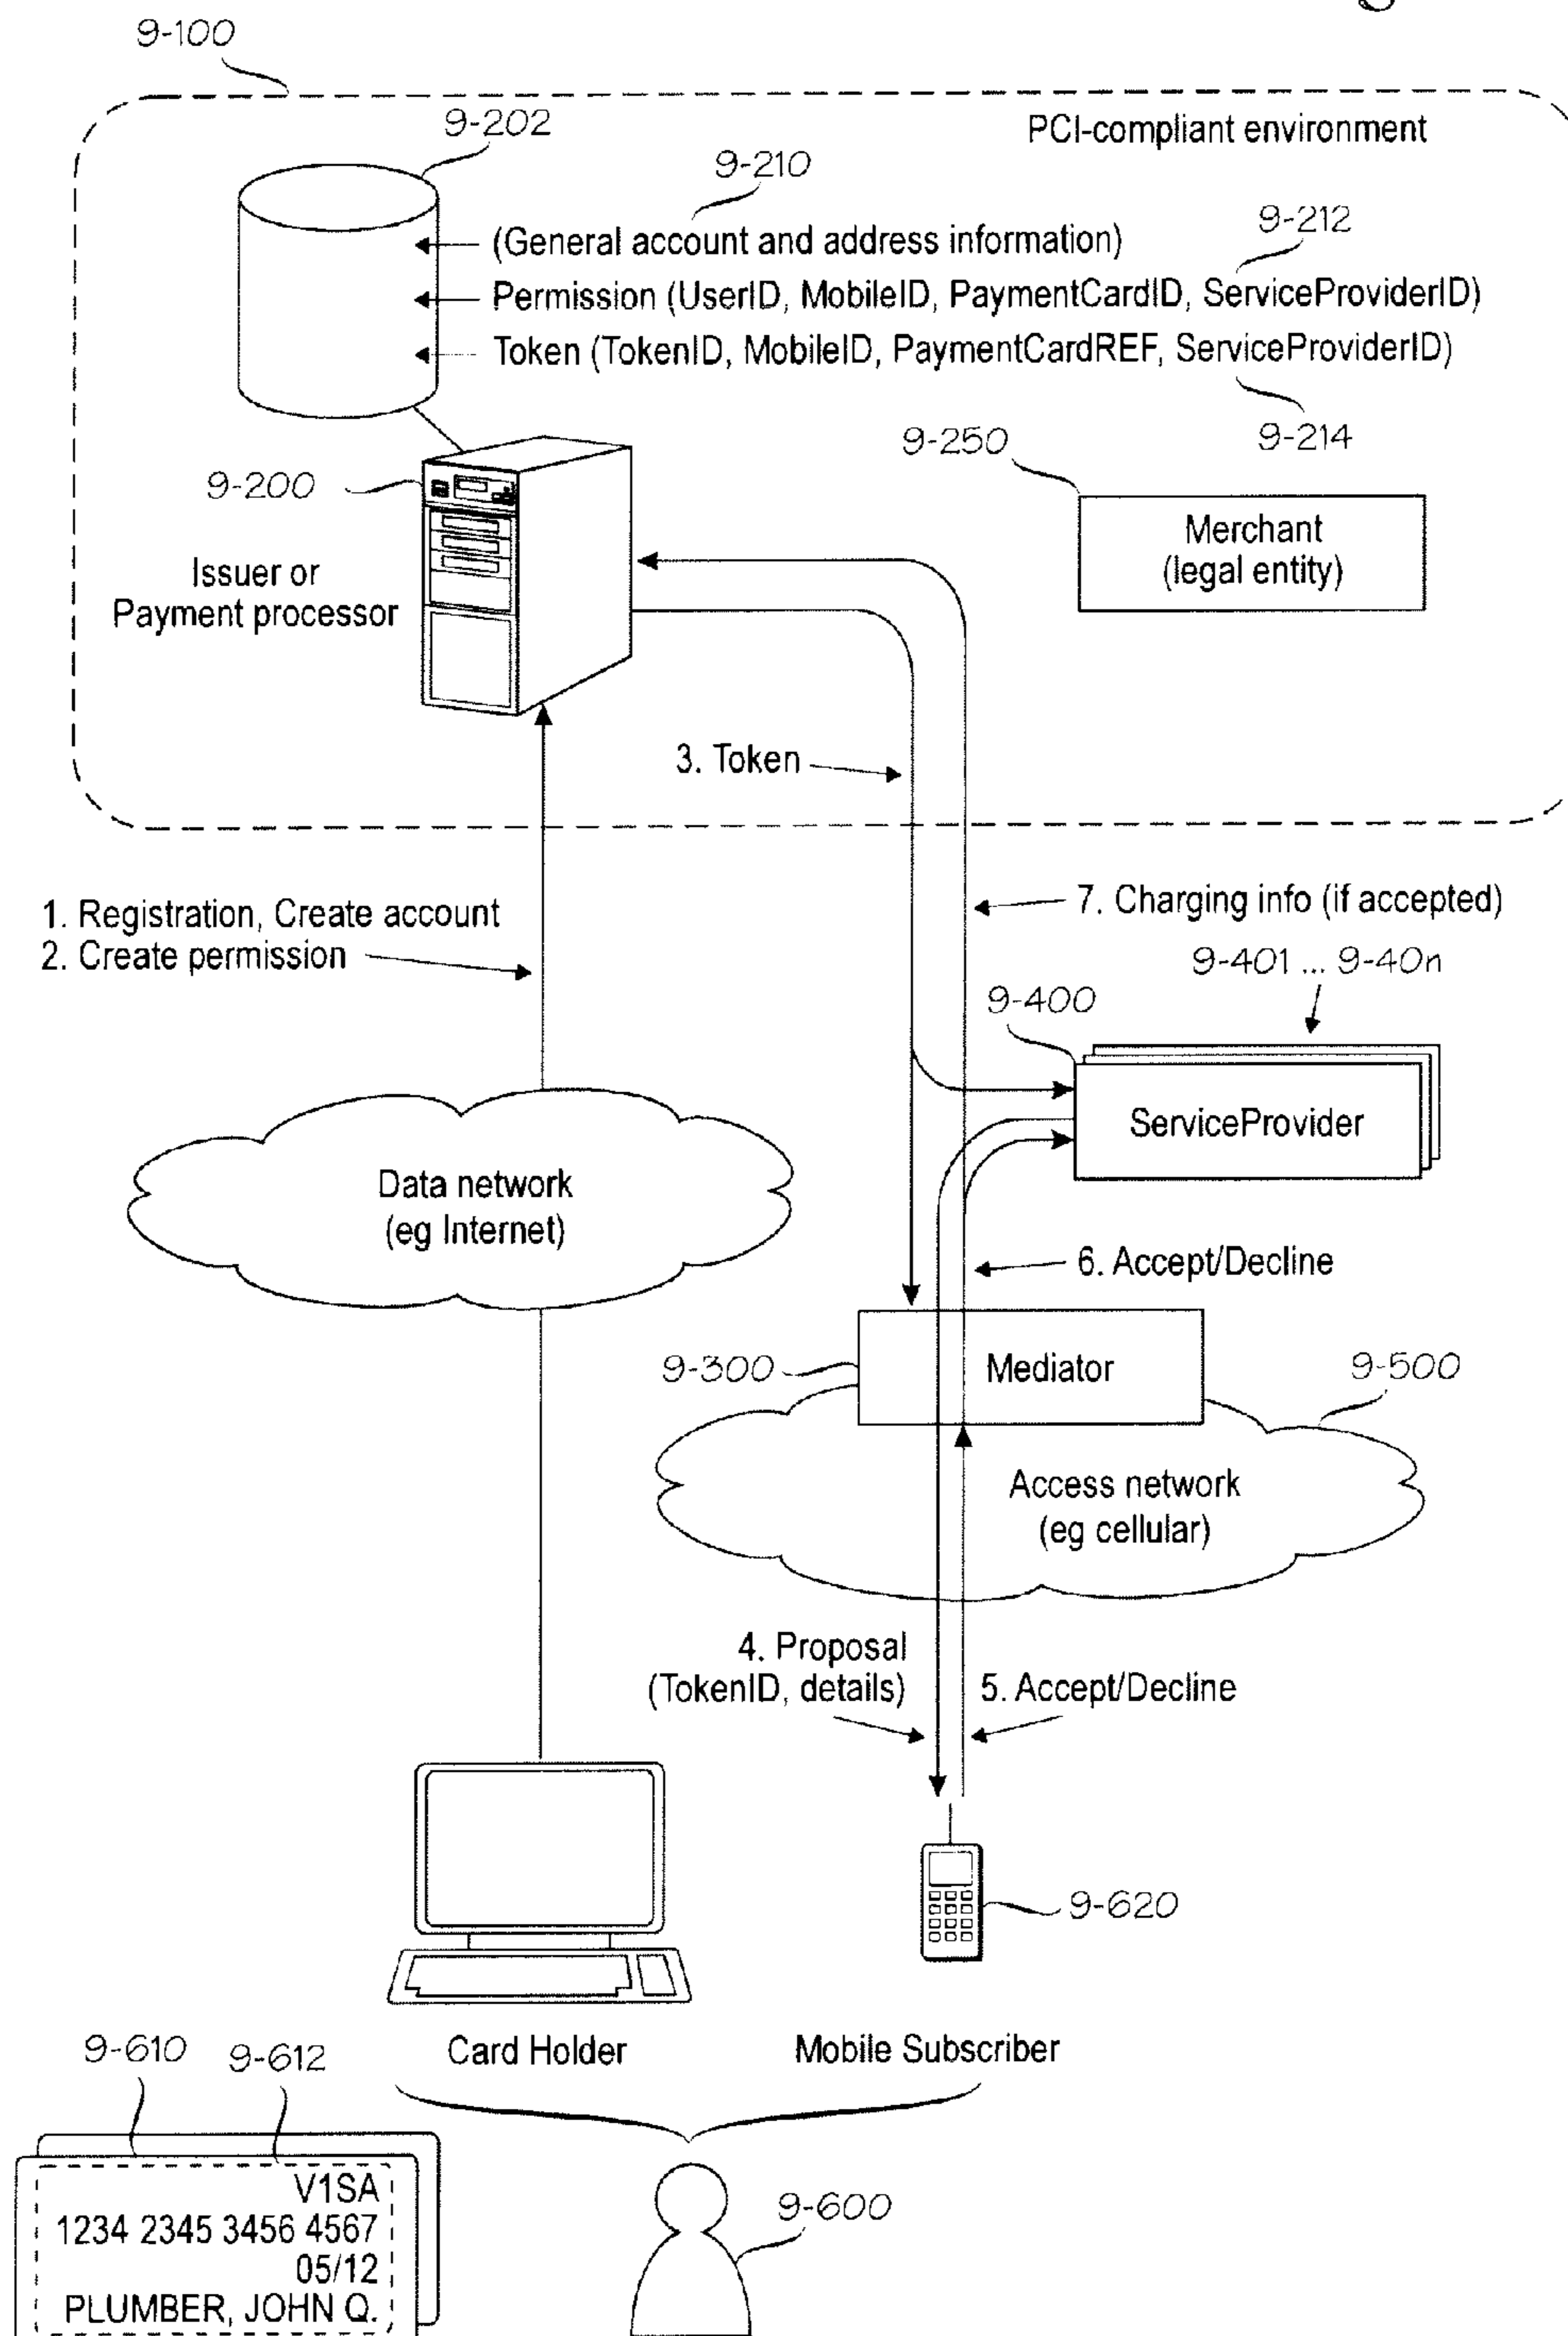 9-100
PCI-compliant environment
9-202
9-210
(General account and address information)
9-212
Permission (UserID, MobileID, PaymentCardID, ServiceProviderID)
Token (TokenID, MobileID, PaymentCardREF, ServiceProviderID)
9-214
9-250
9-200
Merchant
(legal entity)
Issuer or
Payment processor
3. Token
1. Registration, Create account
2. Create permission
7. Charging info (if accepted)
9-401 ... 9-40n
9-400
ServiceProvider
Data network
(eg Internet)
6. Accept/Decline
9-300
Mediator
9-500
Access network
(eg cellular)
4. Proposal
(TokenID, details)
5. Accept/Decline
9-620
Card Holder
Mobile Subscriber
9-610
9-612
V1SA
1234 2345 3456 4567
05/12
PLUMBER, JOHN Q.
9-600